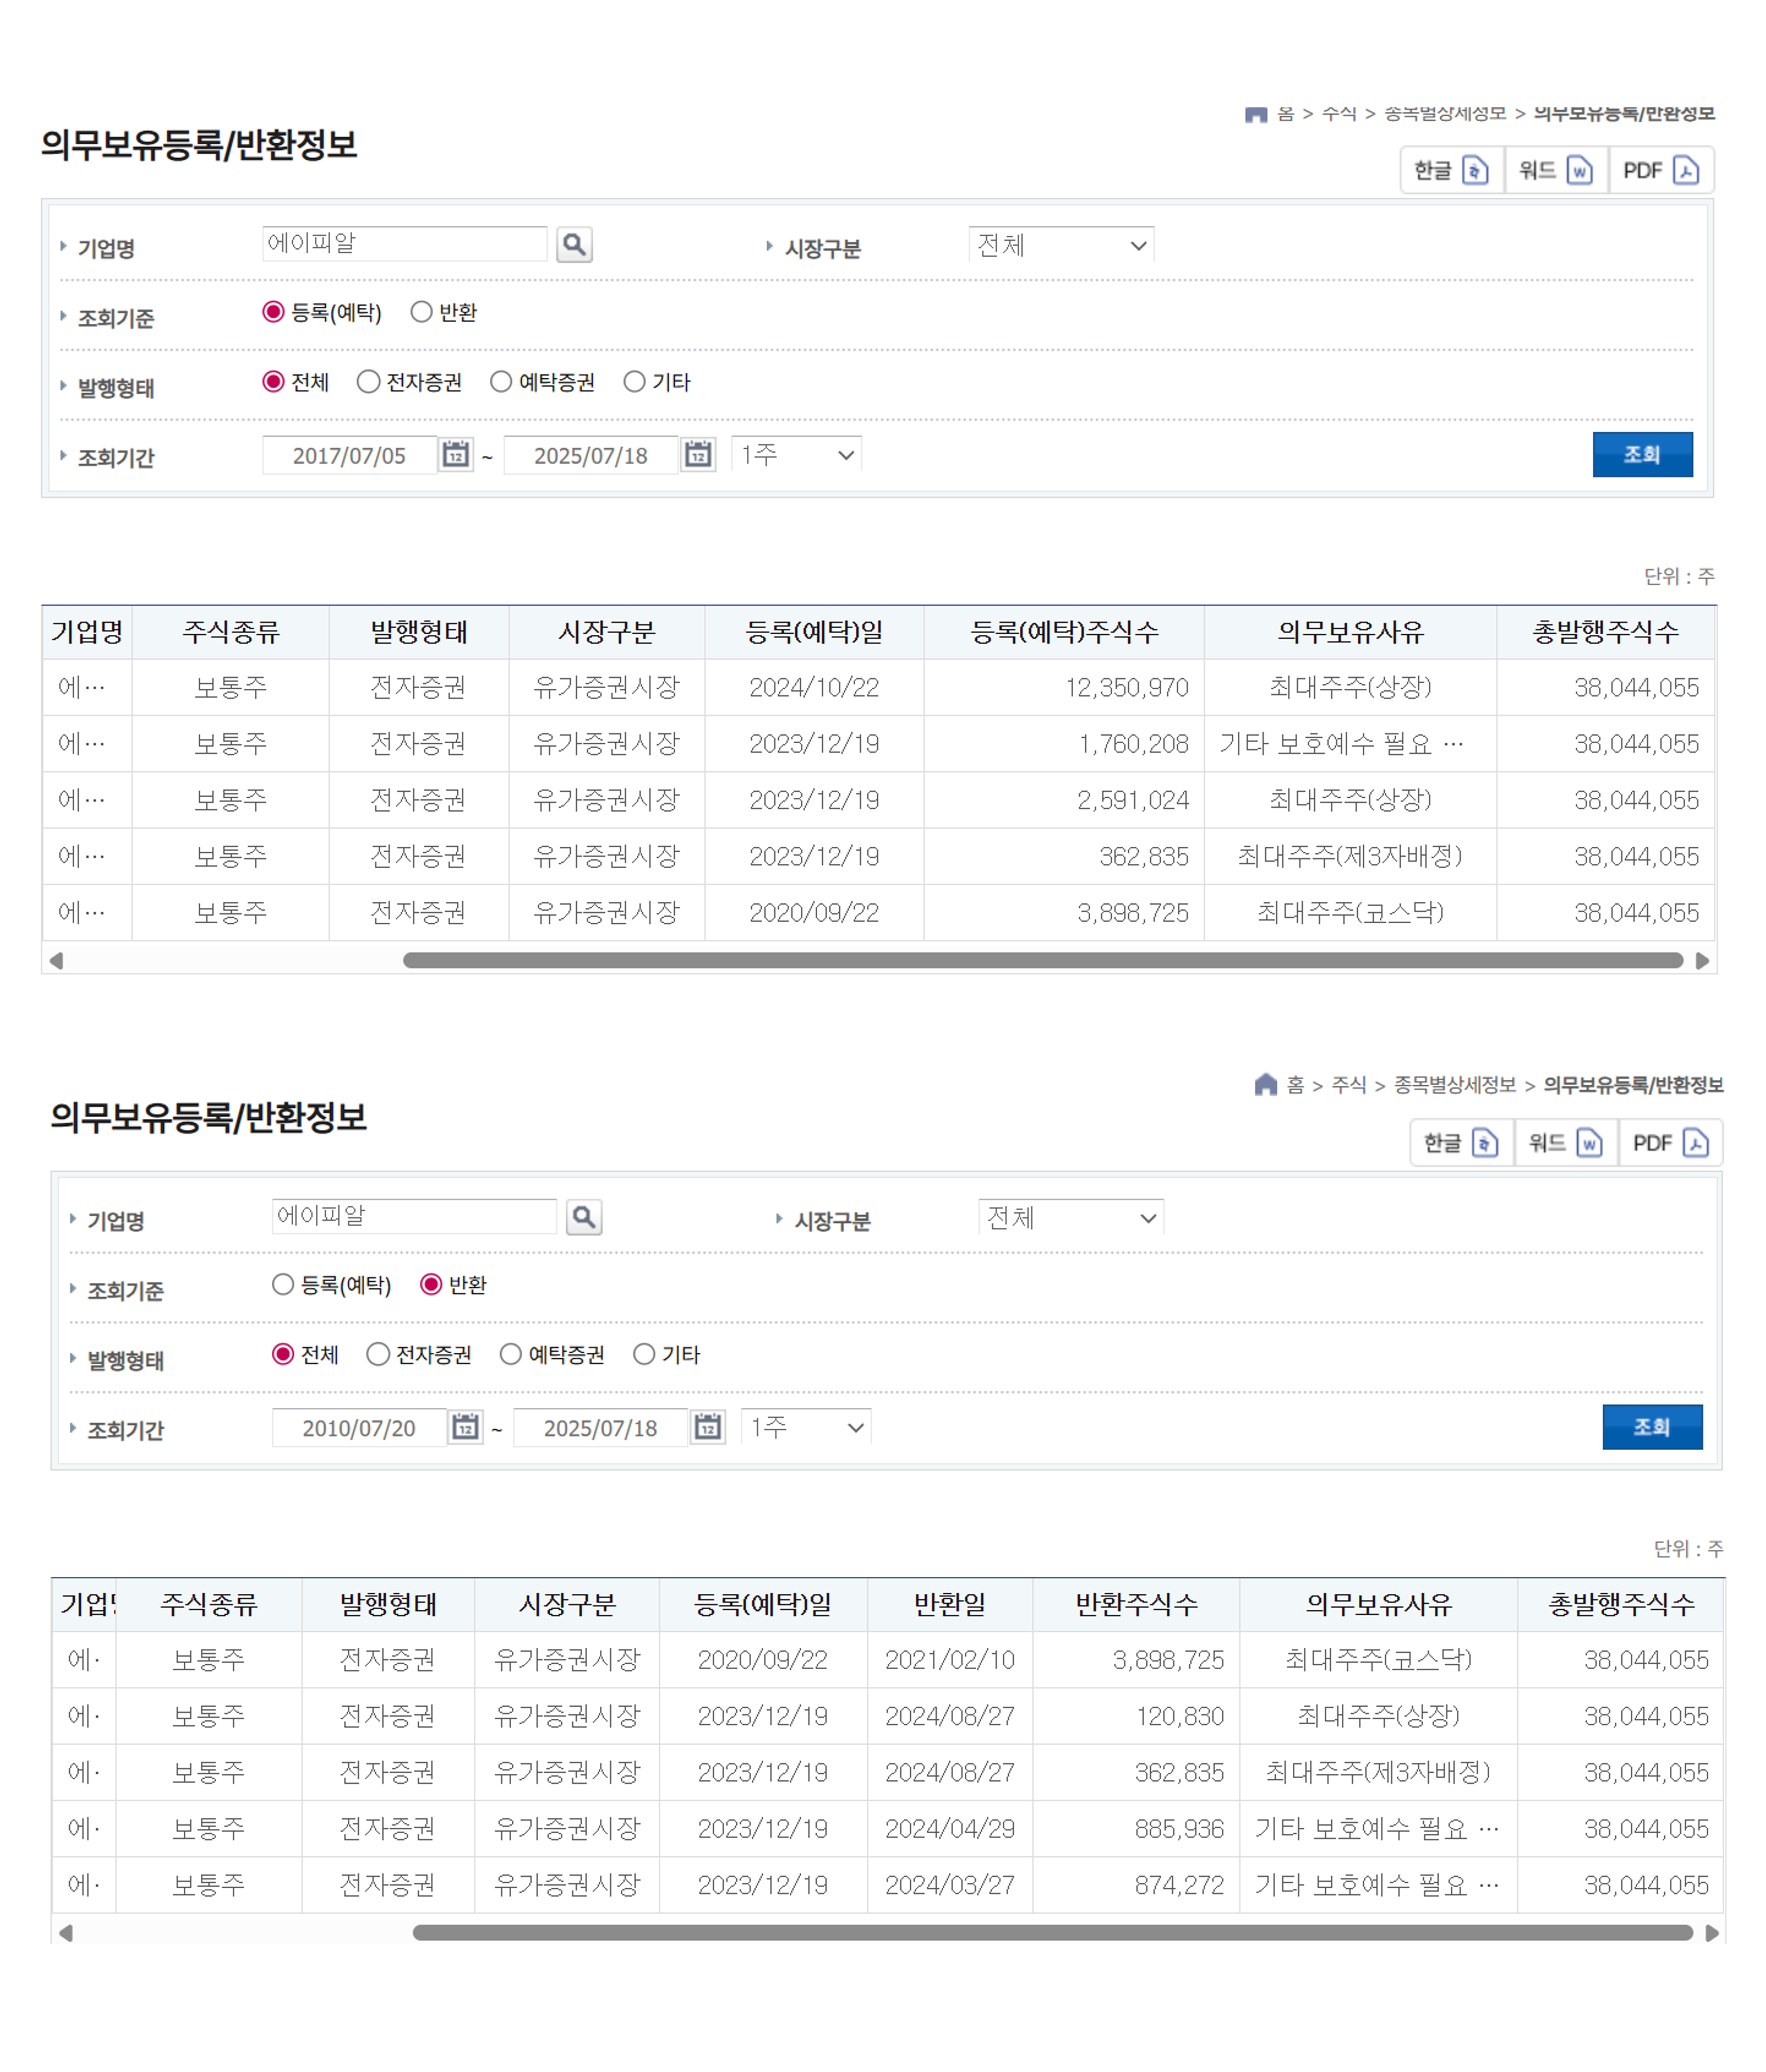 홈 > 주식 > 종목별상세정보 > 의무보유등록/반환정보
의무보유등록/반환정보
한글 워드 PDF
기업명 에이피알 시장구분 전체
조회기준 등록(예탁) 반환
발행형태 전체 전자증권 예탁증권 기타
조회기간 2017/07/05 ~ 2025/07/18 1주 조회
단위 : 주
기업명 주식종류 발행형태 시장구분 등록(예탁)일 등록(예탁)주식수 의무보유사유 총발행주식수
에… 보통주 전자증권 유가증권시장 2024/10/22 12,350,970 최대주주(상장) 38,044,055
에… 보통주 전자증권 유가증권시장 2023/12/19 1,760,208 기타 보호예수 필요 … 38,044,055
에… 보통주 전자증권 유가증권시장 2023/12/19 2,591,024 최대주주(상장) 38,044,055
에… 보통주 전자증권 유가증권시장 2023/12/19 362,835 최대주주(제3자배정) 38,044,055
에… 보통주 전자증권 유가증권시장 2020/09/22 3,898,725 최대주주(코스닥) 38,044,055
홈 > 주식 > 종목별상세정보 > 의무보유등록/반환정보
의무보유등록/반환정보
한글 워드 PDF
기업명 에이피알 시장구분 전체
조회기준 등록(예탁) 반환
발행형태 전체 전자증권 예탁증권 기타
조회기간 2010/07/20 ~ 2025/07/18 1주 조회
단위 : 주
기업 주식종류 발행형태 시장구분 등록(예탁)일 반환일 반환주식수 의무보유사유 총발행주식수
에· 보통주 전자증권 유가증권시장 2020/09/22 2021/02/10 3,898,725 최대주주(코스닥) 38,044,055
에· 보통주 전자증권 유가증권시장 2023/12/19 2024/08/27 120,830 최대주주(상장) 38,044,055
에· 보통주 전자증권 유가증권시장 2023/12/19 2024/08/27 362,835 최대주주(제3자배정) 38,044,055
에· 보통주 전자증권 유가증권시장 2023/12/19 2024/04/29 885,936 기타 보호예수 필요 … 38,044,055
에· 보통주 전자증권 유가증권시장 2023/12/19 2024/03/27 874,272 기타 보호예수 필요 … 38,044,055